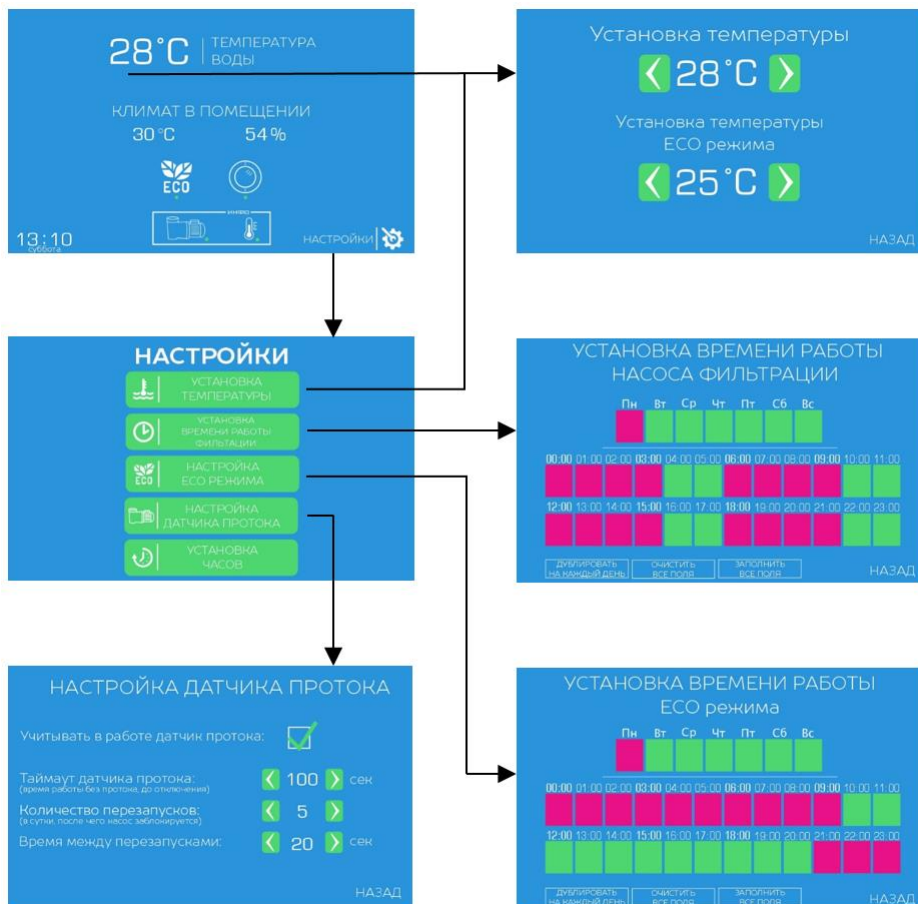 28°C
ТЕМПЕРАТУРА
ВОДЫ
КЛИМАТ В ПОМЕЩЕНИИ
30°C 54%
ECO
13:10
суббота
НАСТРОЙКИ
Установка температуры
28°C
Установка температуры
ECO режима
25°C
НАЗАД
НАСТРОЙКИ
УСТАНОВКА
ТЕМПЕРАТУРЫ
УСТАНОВКА
ВРЕМЕНИ РАБОТЫ
ФИЛЬТАЦИИ
ECO
НАСТРОЙКА
ECO РЕЖИМА
НАСТРОЙКА
ДАТЧИКА ПРОТОКА
УСТАНОВКА
ЧАСОВ
УСТАНОВКА ВРЕМЕНИ РАБОТЫ
НАСОСА ФИЛЬТРАЦИИ
Пн Вт Ср Чт Пт Сб Вс
00:00 01:00 02:00 03:00 04:00 05:00 06:00 07:00 08:00 09:00 10:00 11:00
12:00 13:00 14:00 15:00 16:00 17:00 18:00 19:00 20:00 21:00 22:00 23:00
ДУБЛИРОВАТЬ
НА КАЖДЫЙ ДЕНЬ
ОЧИСТИТЬ
ВСЕ ПОЛЯ
ЗАПОЛНИТЬ
ВСЕ ПОЛЯ
НАЗАД
НАСТРОЙКА ДАТЧИКА ПРОТОКА
Учитывать в работе датчик протока:
Таймаут датчика протока: 100 сек
(время работы без протока, до отключения)
Количество перезапусков: 5
(в сутки, после чего насос заблокируется)
Время между перезапусками: 20 сек
НАЗАД
УСТАНОВКА ВРЕМЕНИ РАБОТЫ
ECO режима
Пн Вт Ср Чт Пт Сб Вс
00:00 01:00 02:00 03:00 04:00 05:00 06:00 07:00 08:00 09:00 10:00 11:00
12:00 13:00 14:00 15:00 16:00 17:00 18:00 19:00 20:00 21:00 22:00 23:00
ДУБЛИРОВАТЬ
НА КАЖДЫЙ ДЕНЬ
ОЧИСТИТЬ
ВСЕ ПОЛЯ
ЗАПОЛНИТЬ
ВСЕ ПОЛЯ
НАЗАД